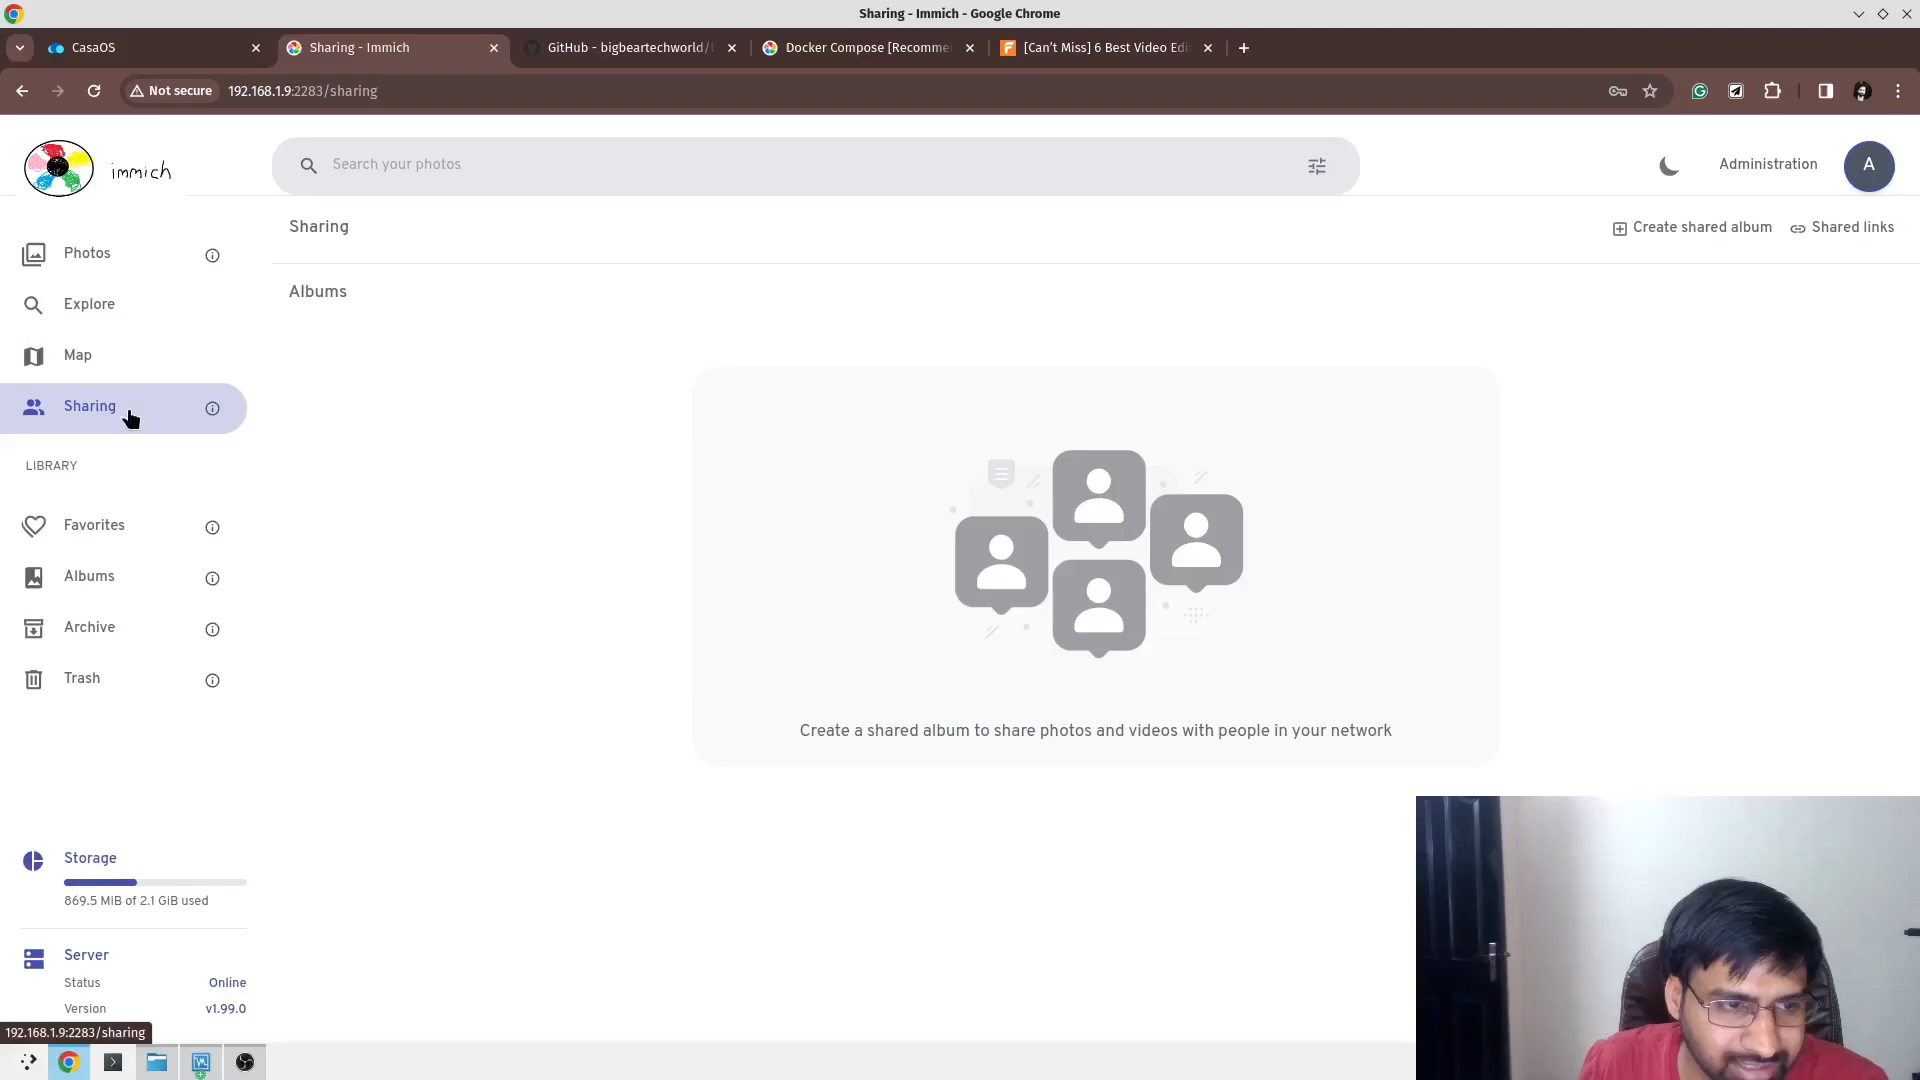 Sharing - Immich - Google Chrome
CasaOS
Sharing - Immich
GitHub - bigbeartechworld/
Docker Compose [Recomme
[Can't Miss] 6 Best Video Edi
Not secure
192.168.1.9:2283/sharing
immich
Search your photos
Administration
A
Sharing
Create shared album
Shared links
Photos
Explore
Map
Sharing
Albums
LIBRARY
Favorites
Albums
Archive
Trash
Create a shared album to share photos and videos with people in your network
Storage
869.5 MiB of 2.1 GiB used
Server
Status Online
Version v1.99.0
192.168.1.9:2283/sharing